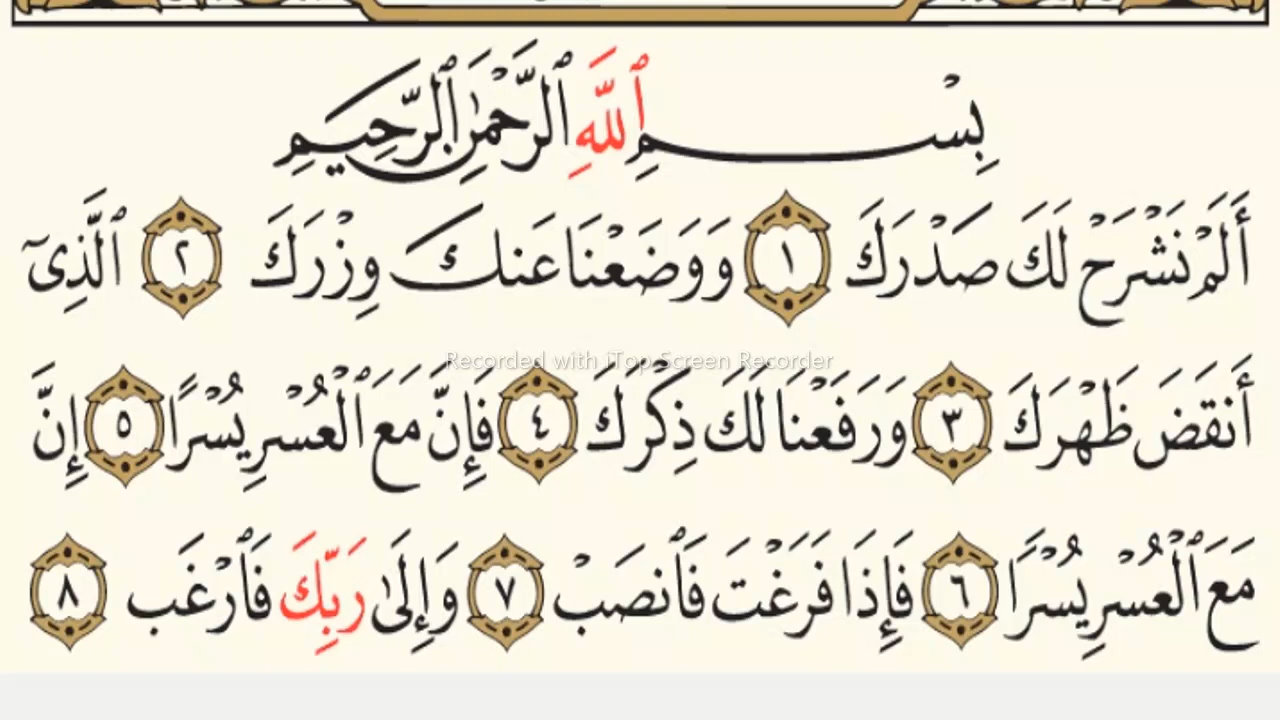 بِسْمِ ٱللَّهِ ٱلرَّحْمَٰنِ ٱلرَّحِيمِ
أَلَمْ نَشْرَحْ لَكَ صَدْرَكَ ١ وَوَضَعْنَا عَنكَ وِزْرَكَ ٢ ٱلَّذِىٓ
Recorded with iTop Screen Recorder
أَنقَضَ ظَهْرَكَ ٣ وَرَفَعْنَا لَكَ ذِكْرَكَ ٤ فَإِنَّ مَعَ ٱلْعُسْرِ يُسْرًا ٥ إِنَّ
مَعَ ٱلْعُسْرِ يُسْرًا ٦ فَإِذَا فَرَغْتَ فَٱنصَبْ ٧ وَإِلَىٰ رَبِّكَ فَٱرْغَب ٨